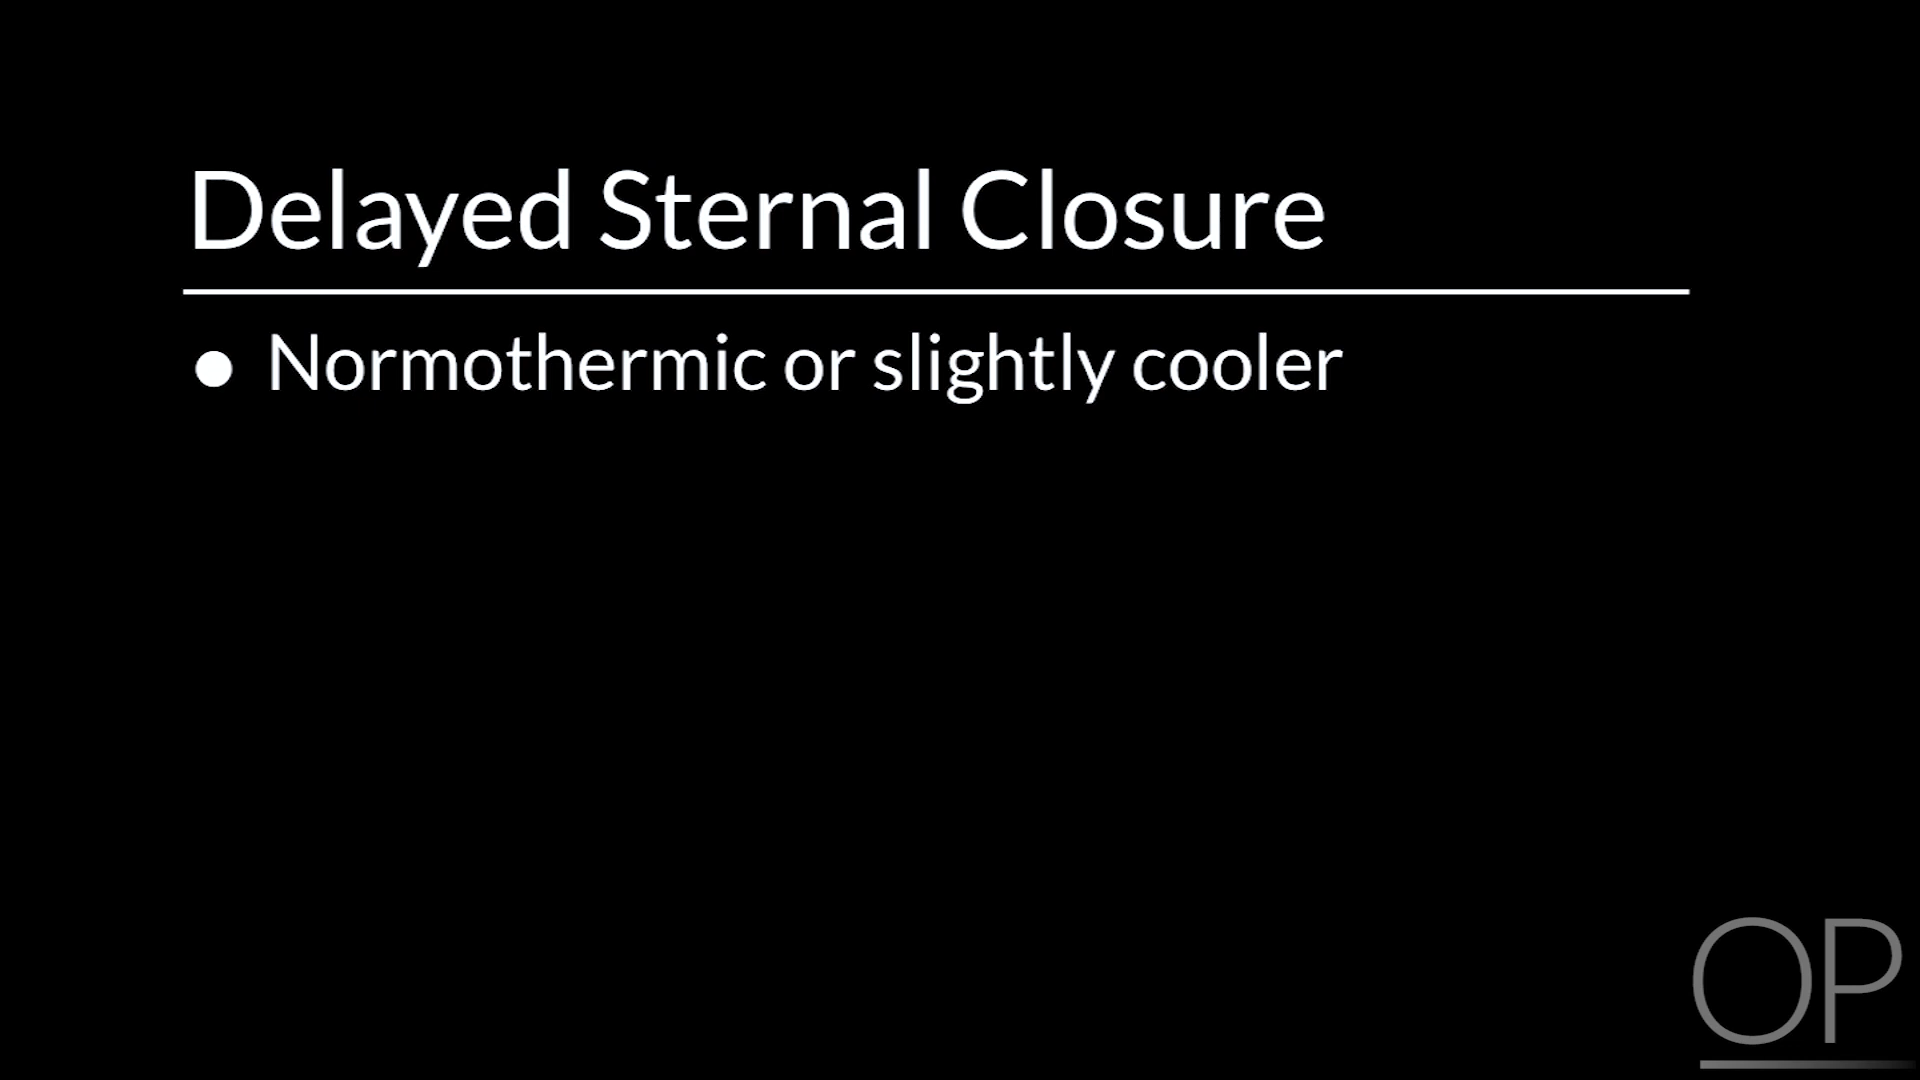 Delayed Sternal Closure
● Normothermic or slightly cooler
OP